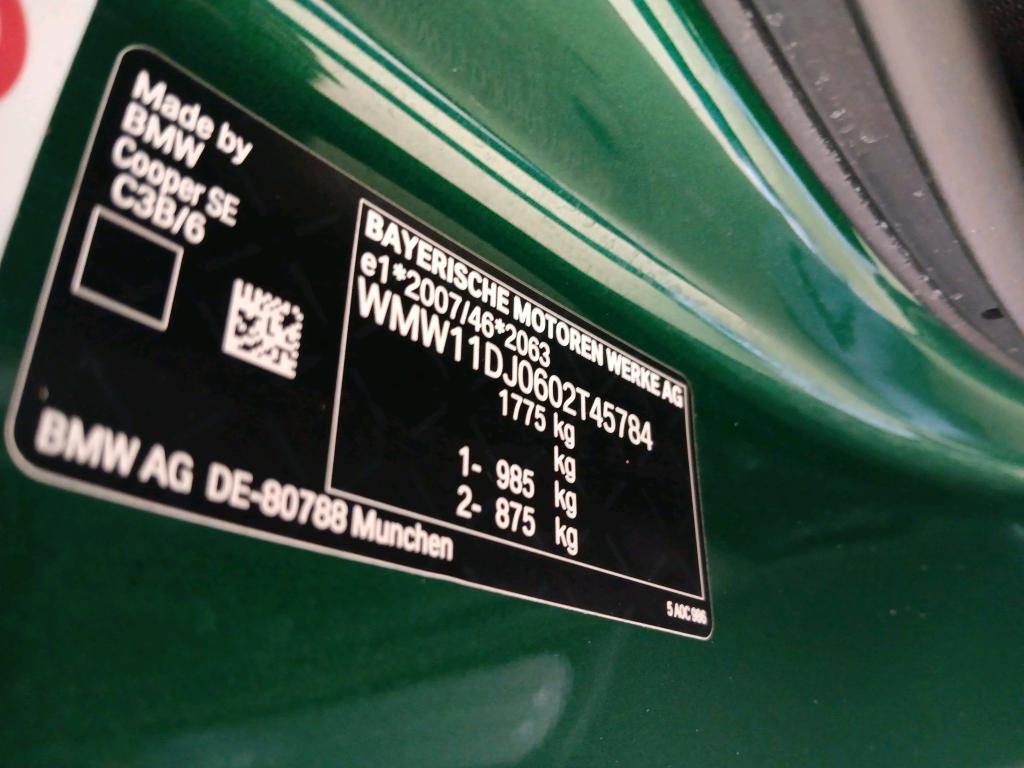 Made by
BMW
Cooper SE
C3B/6
BAYERISCHE MOTOREN WERKE AG
e1*2007/46*2063
WMW11DJ0602T45784
1775 kg
kg
1- 985 kg
2- 875 kg
BMW AG DE-80788 Munchen
5 A0C 986